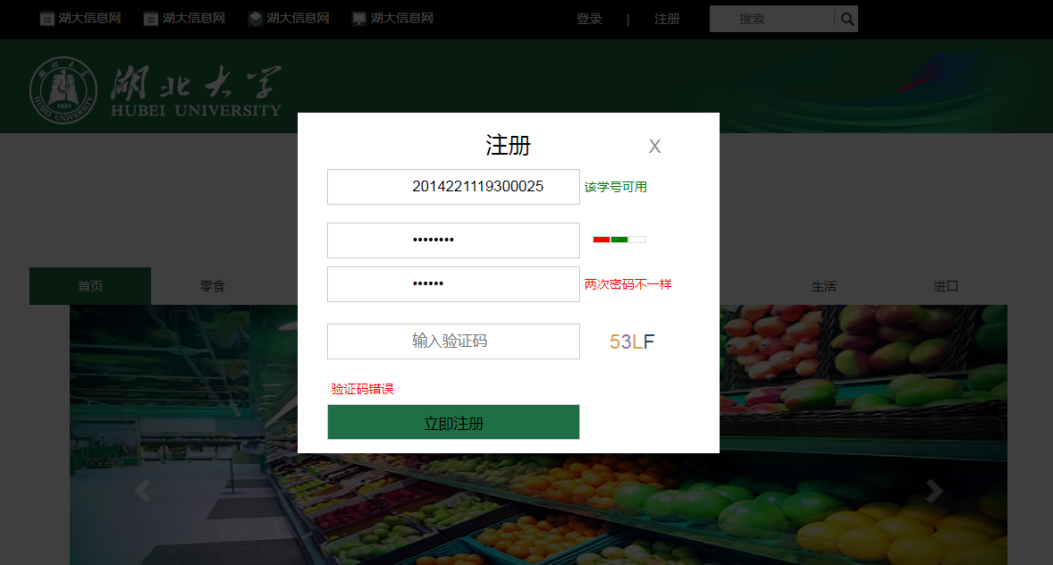 湖大信息网 湖大信息网 湖大信息网 湖大信息网 登录 | 注册 搜索
湖北大学
HUBEI UNIVERSITY
注册 X
2014221119300025 该学号可用
••••••••
•••••• 两次密码不一样
首页 零食 生活 进口
输入验证码 53LF
验证码错误
立即注册